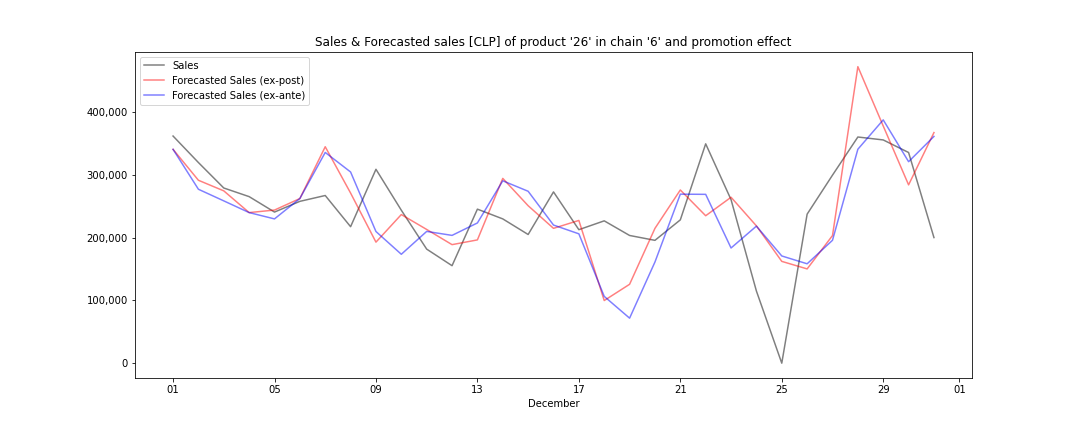 Sales & Forecasted sales [CLP] of product '26' in chain '6' and promotion effect
Sales
Forecasted Sales (ex-post)
Forecasted Sales (ex-ante)
400,000
300,000
200,000
100,000
0
01 05 09 13 17 21 25 29 01
December